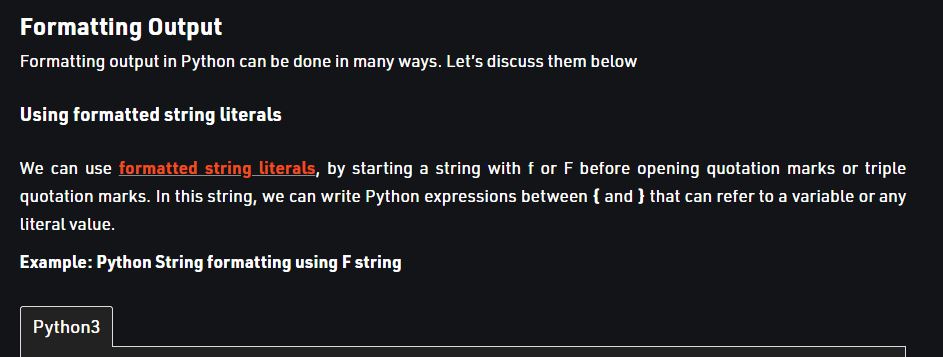 Formatting Output
Formatting output in Python can be done in many ways. Let's discuss them below
Using formatted string literals
We can use formatted string literals, by starting a string with f or F before opening quotation marks or triple
quotation marks. In this string, we can write Python expressions between { and } that can refer to a variable or any
literal value.
Example: Python String formatting using F string
Python3